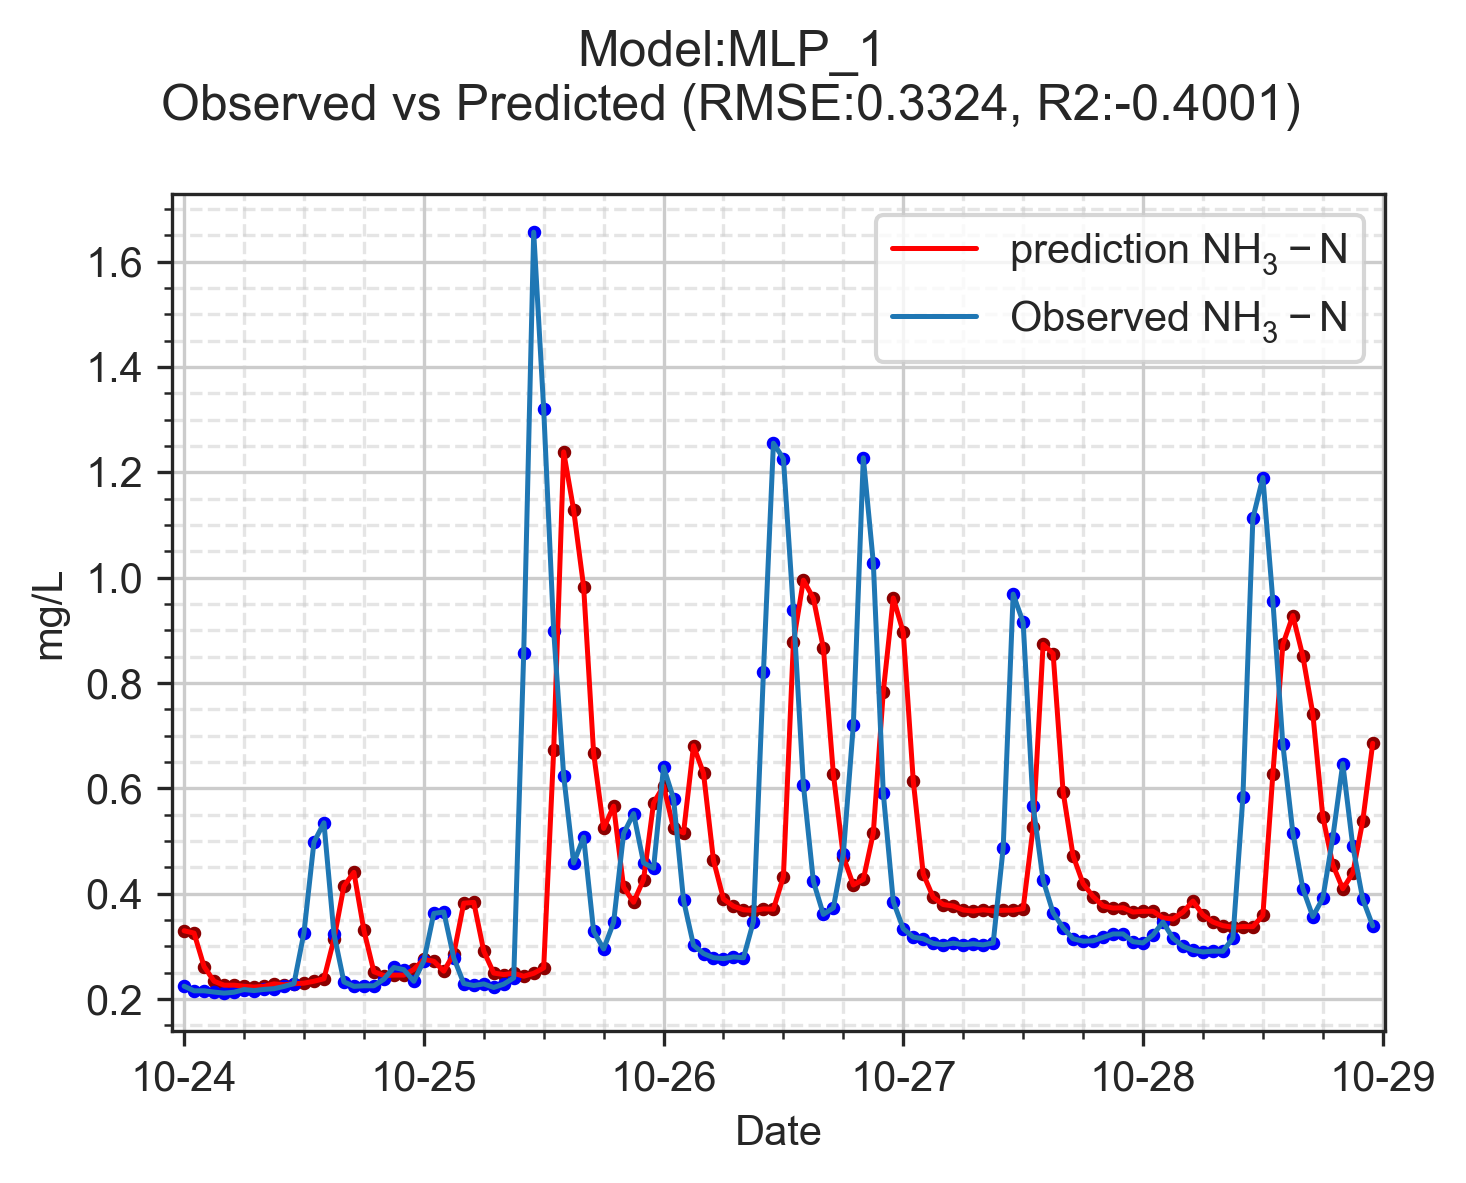 Model:MLP_1
Observed vs Predicted (RMSE:0.3324, R2:-0.4001)
prediction NH₃ − N
Observed NH₃ − N
1.6
1.4
1.2
1.0
0.8
0.6
0.4
0.2
mg/L
10-24 10-25 10-26 10-27 10-28 10-29
Date